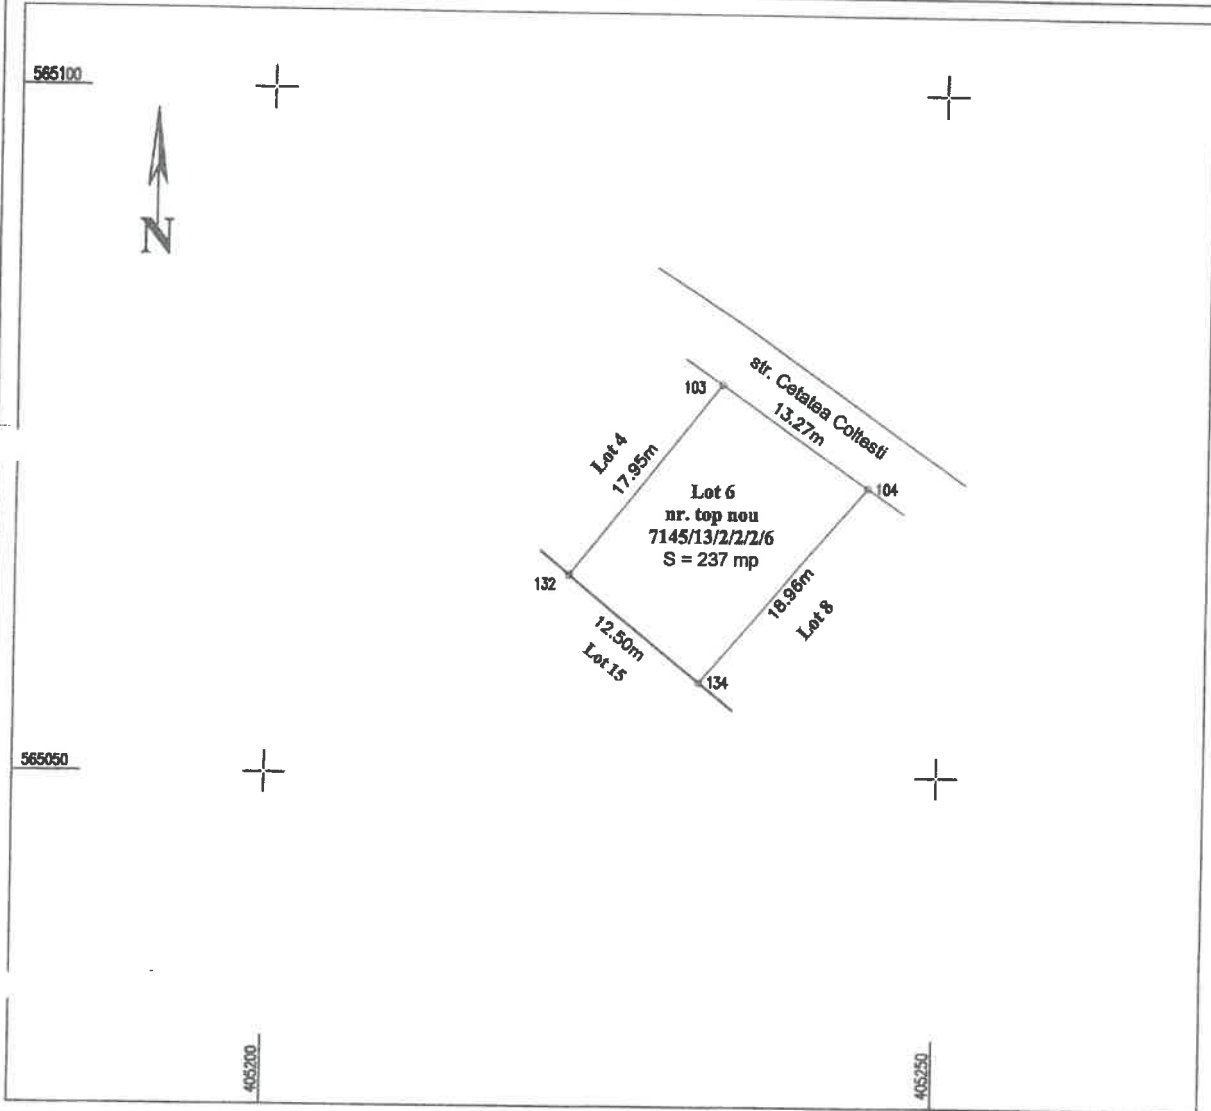 565100
N
str. Cetatea Coltesti
103
13.27m
Lot 4
17.95m
104
Lot 6
nr. top nou
7145/13/2/2/2/6
S = 237 mp
132
18.96m
Lot 8
12.50m
Lot 15
134
565050
405200
405250